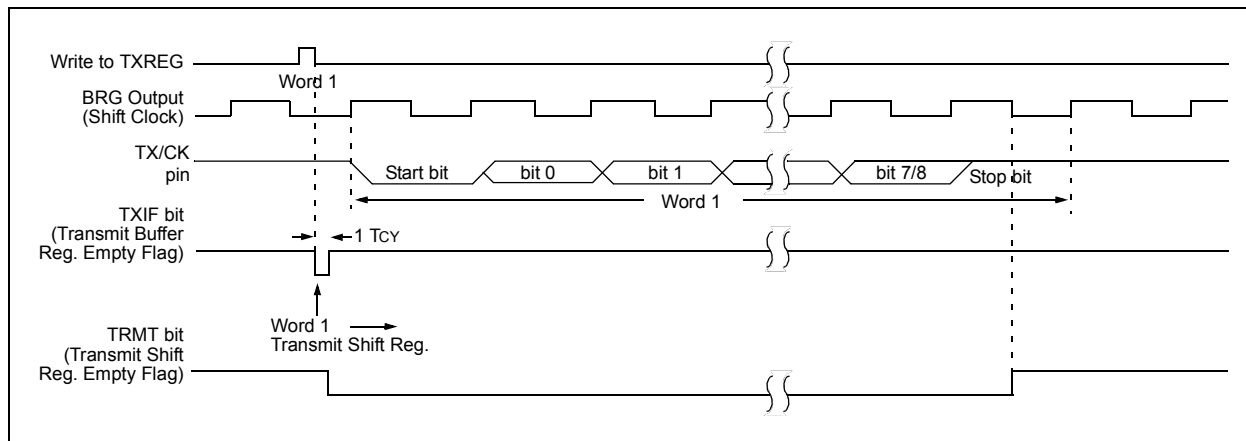 Write to TXREG
Word 1
BRG Output
(Shift Clock)
TX/CK
pin
Start bit
bit 0
bit 1
bit 7/8
Stop bit
Word 1
TXIF bit
(Transmit Buffer
Reg. Empty Flag)
1 TCY
Word 1
Transmit Shift Reg.
TRMT bit
(Transmit Shift
Reg. Empty Flag)